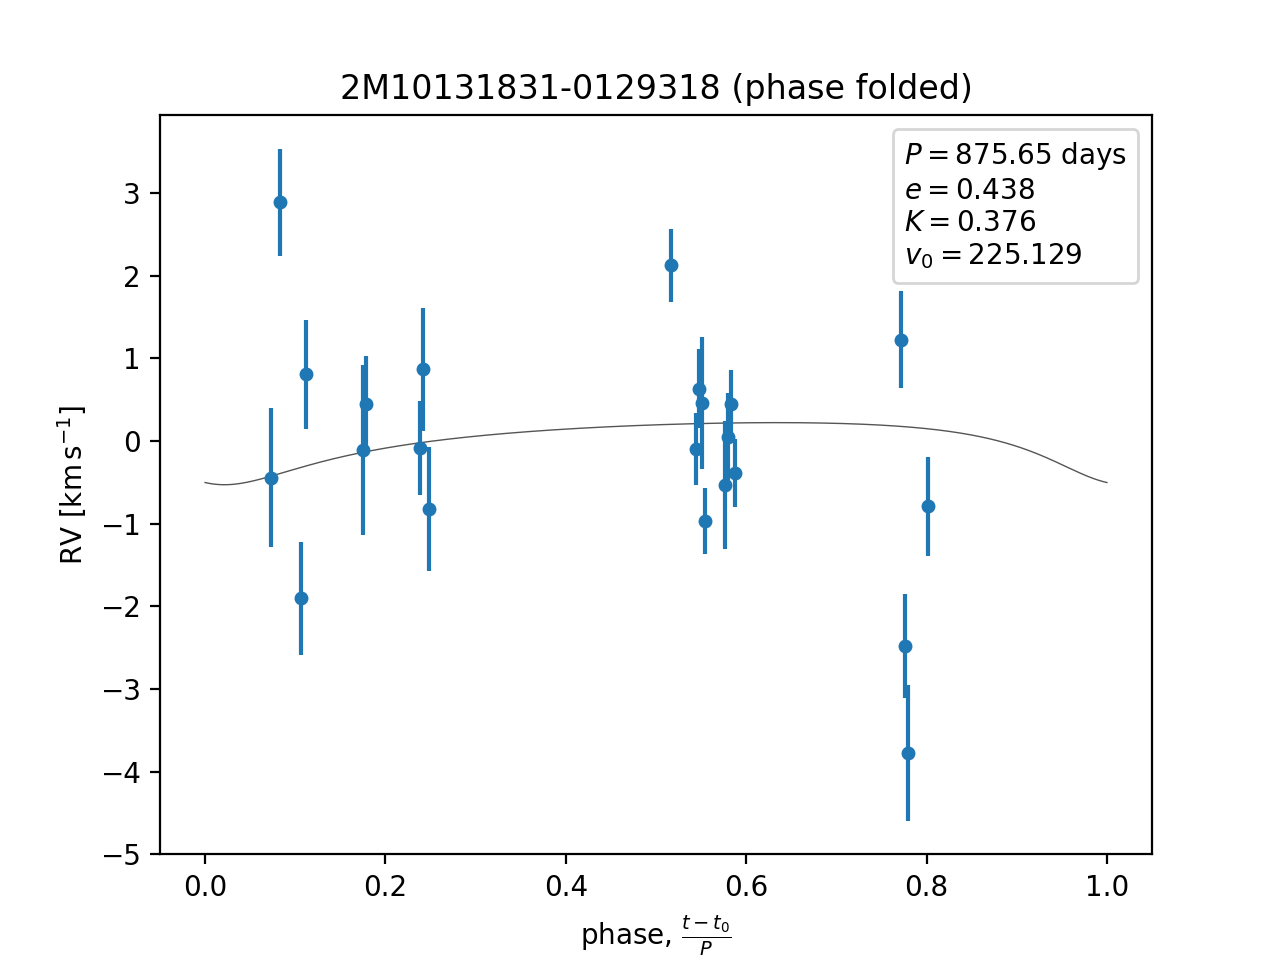 2M10131831-0129318 (phase folded)
P = 875.65 days
e = 0.438
K = 0.376
v₀ = 225.129
3
2
1
0
−1
−2
−3
−4
−5
RV [km s⁻¹]
0.0 0.2 0.4 0.6 0.8 1.0
phase, (t − t₀)/P